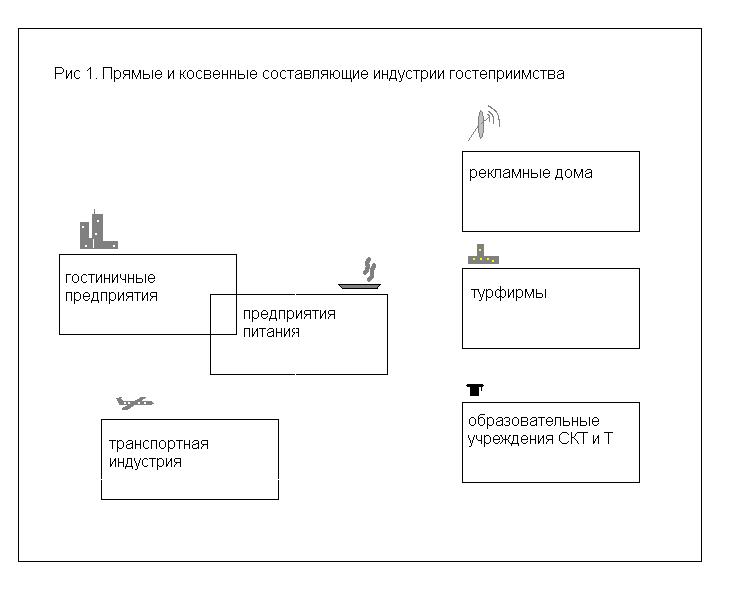 Рис 1. Прямые и косвенные составляющие индустрии гостеприимства
рекламные дома
гостиничные
предприятия
предприятия
питания
турфирмы
транспортная
индустрия
образовательные
учреждения СКТ и Т